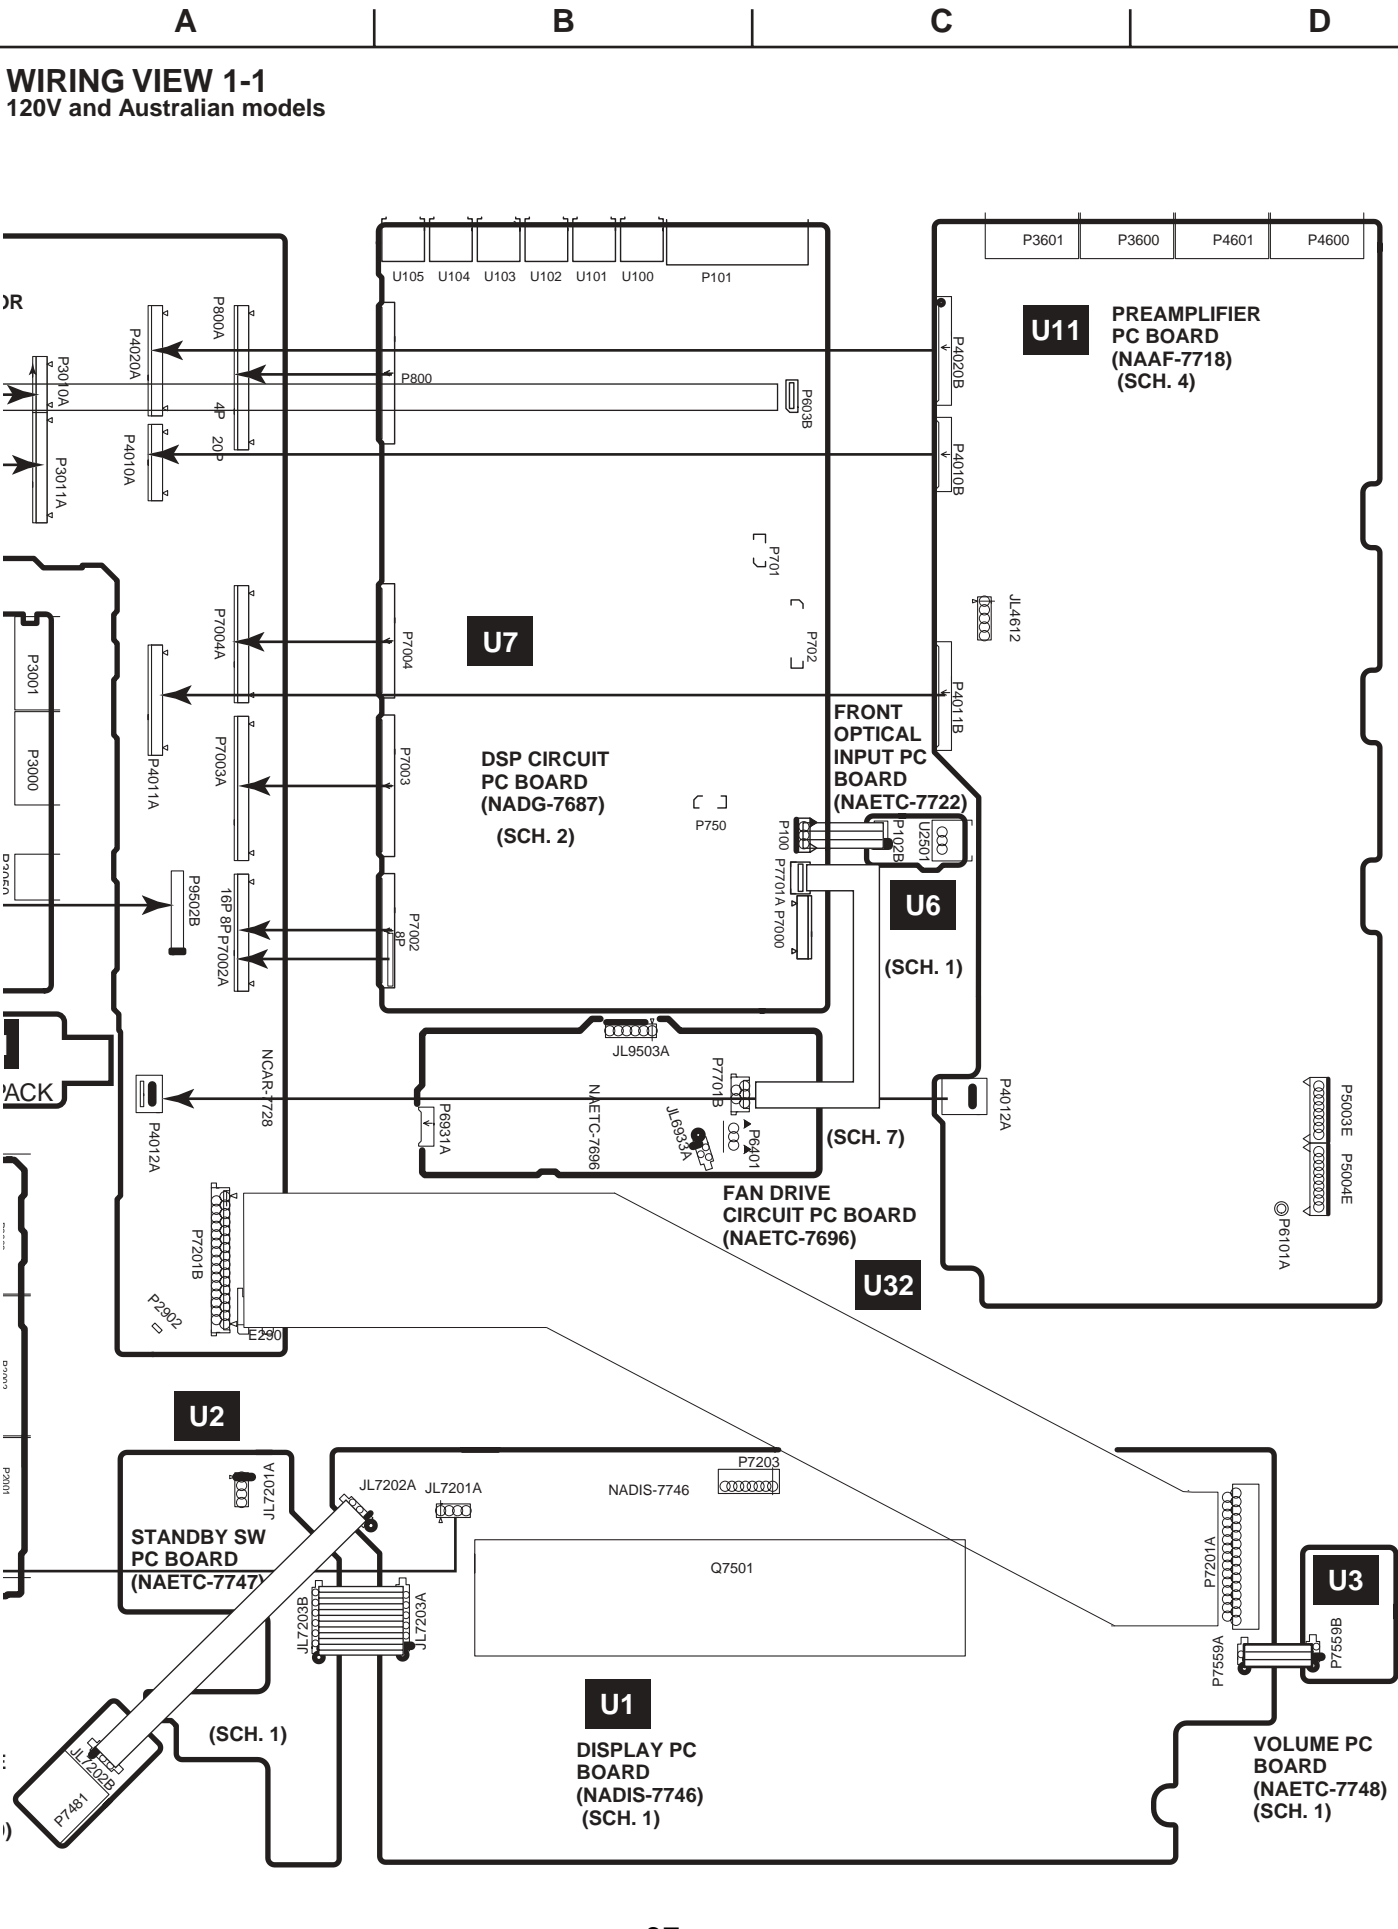 A
B
C
D
WIRING VIEW 1-1
120V and Australian models
P3601
P3600
P4601
P4600
U105
U104
U103
U102
U101
U100
P101
U11
PREAMPLIFIER
PC BOARD
(NAAF-7718)
(SCH. 4)
P3010A
P4020A
P800A
P800
4P
P603B
P4020B
P3011A
P4010A
20P
P4010B
P701
P702
JL4612
P3001
P7004A
P7004
U7
P3000
P4011A
P7003A
P7003
DSP CIRCUIT
PC BOARD
(NADG-7687)
(SCH. 2)
P750
P4011B
FRONT
OPTICAL
INPUT PC
BOARD
(NAETC-7722)
P100
P102B
U2501
U6
(SCH. 1)
P3050
P9502B
16P 8P
P7002A
P7002
8P
P7701A
P7000
PACK
NCAR-7728
JL9503A
P4012A
P6931A
NAETC-7696
JL6933A
P7701B
P6401
(SCH. 7)
P4012A
P5003E
P5004E
P6101A
FAN DRIVE
CIRCUIT PC BOARD
(NAETC-7696)
U32
P7201B
P2902
E290
U2
JL7201A
STANDBY SW
PC BOARD
(NAETC-7747)
P2001
JL7202A
JL7201A
NADIS-7746
P7203
Q7501
P7201A
U3
P7559A
P7559B
JL7203B
JL7203A
JL7202B
P7481
(SCH. 1)
U1
DISPLAY PC
BOARD
(NADIS-7746)
(SCH. 1)
VOLUME PC
BOARD
(NAETC-7748)
(SCH. 1)